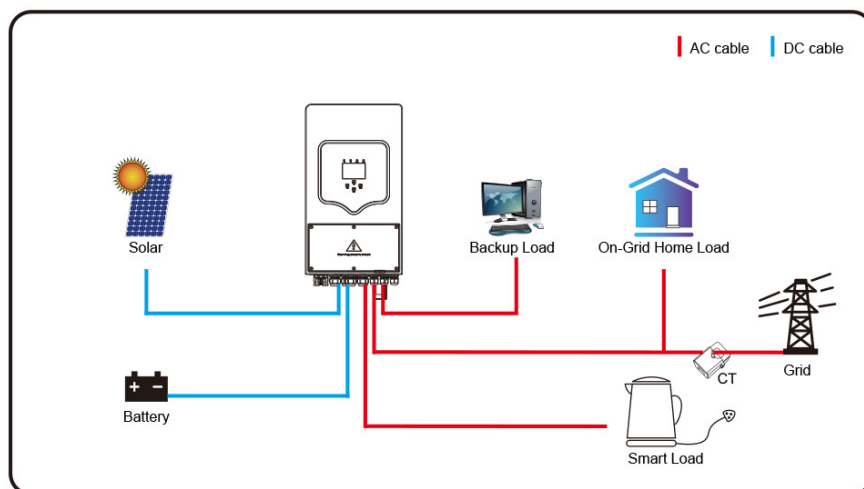 AC cable
DC cable
Solar
Backup Load
On-Grid Home Load
CT
Grid
Battery
+ −
Smart Load